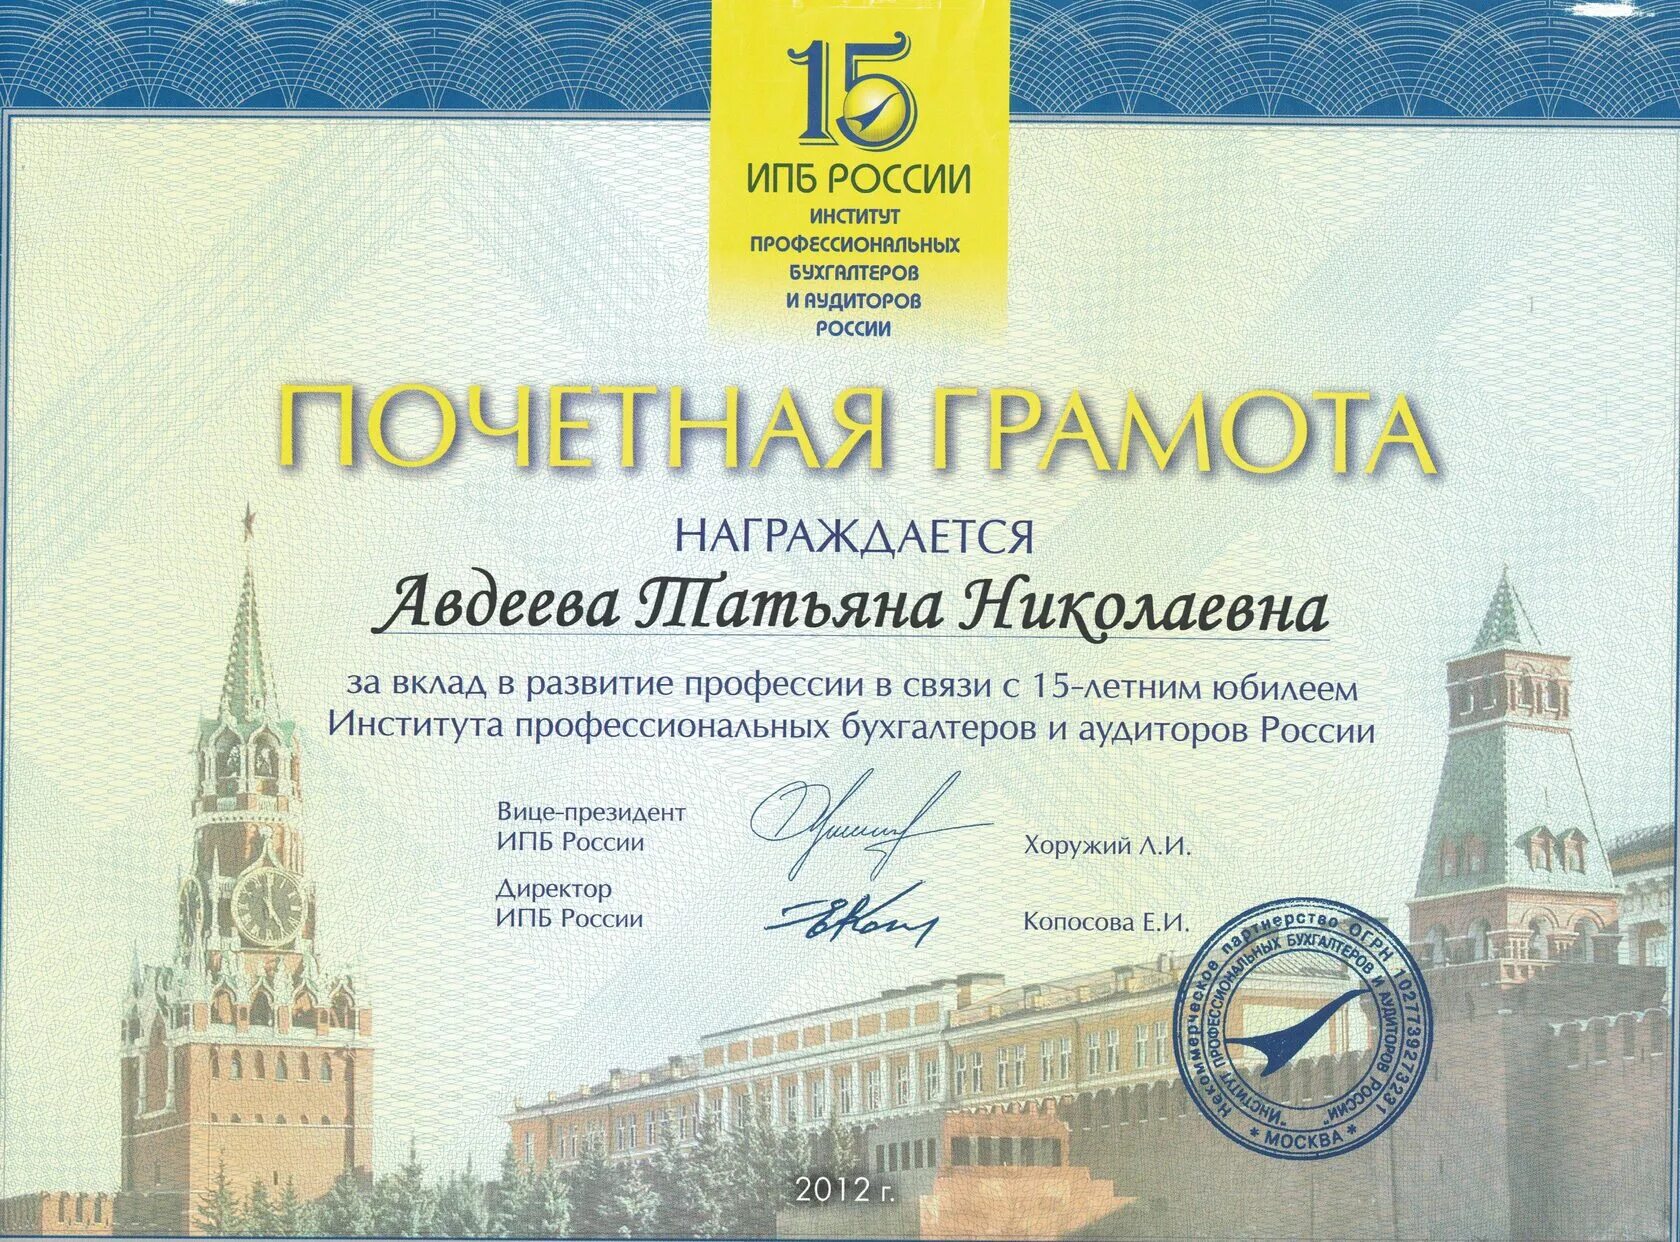 15
ИПБ РОССИИ
ИНСТИТУТ
ПРОФЕССИОНАЛЬНЫХ
БУХГАЛТЕРОВ
И АУДИТОРОВ
РОССИИ
ПОЧЕТНАЯ ГРАМОТА
НАГРАЖДАЕТСЯ
Авдеева Татьяна Николаевна
за вклад в развитие профессии в связи с 15-летним юбилеем
Института профессиональных бухгалтеров и аудиторов России
Вице-президент
ИПБ России
Хоружий Л.И.
Директор
ИПБ России
Копосова Е.И.
Некоммерческое партнерство ОГРН 1027739273231
"ИНСТИТУТ ПРОФЕССИОНАЛЬНЫХ БУХГАЛТЕРОВ И АУДИТОРОВ РОССИИ"
* МОСКВА *
2012 г.